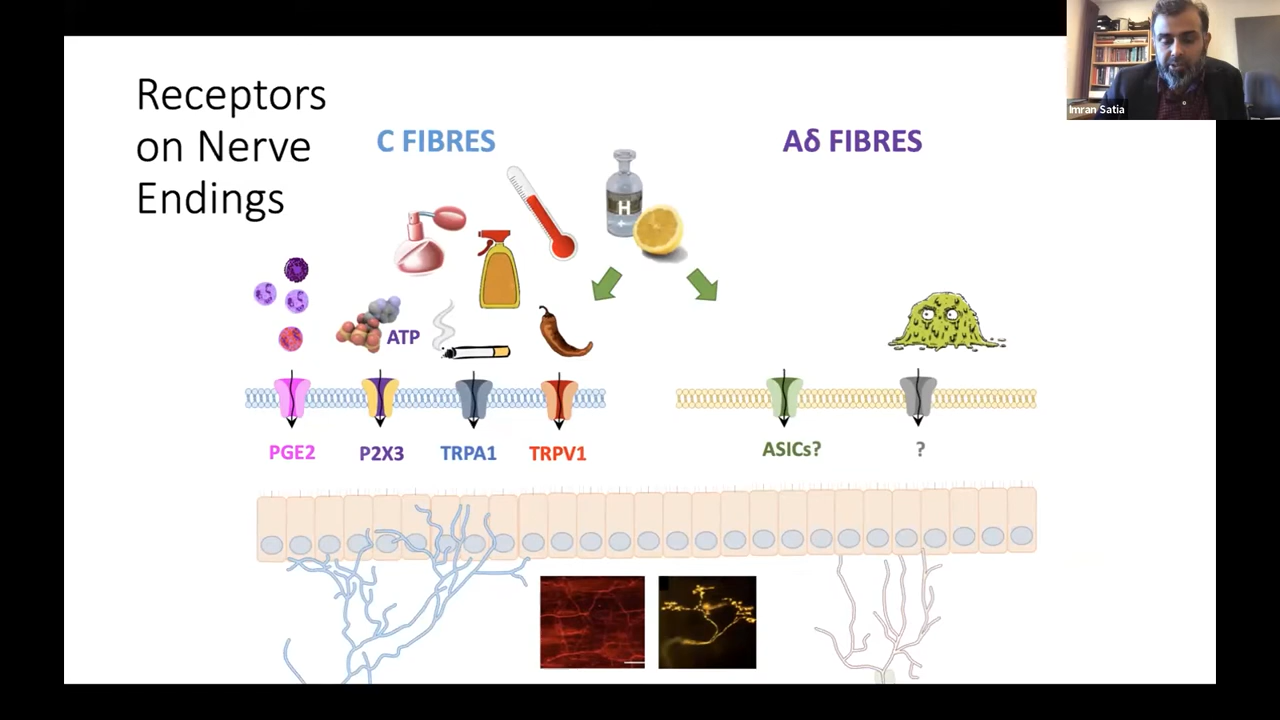 Receptors
on Nerve
Endings
C FIBRES
Aδ FIBRES
H
+
ATP
PGE2
P2X3
TRPA1
TRPV1
ASICs?
?
Imran Satia